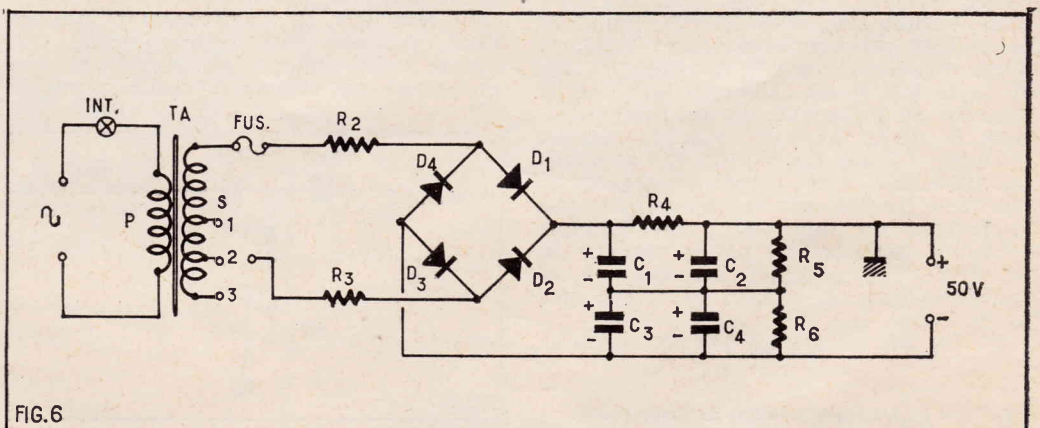 INT. TA FUS. R2 D4 D1
P S 1 2 3
R3 D3 D2
R4
+ - C1 + - C2 R5 +
50V
+ - C3 + - C4 R6 -
FIG.6